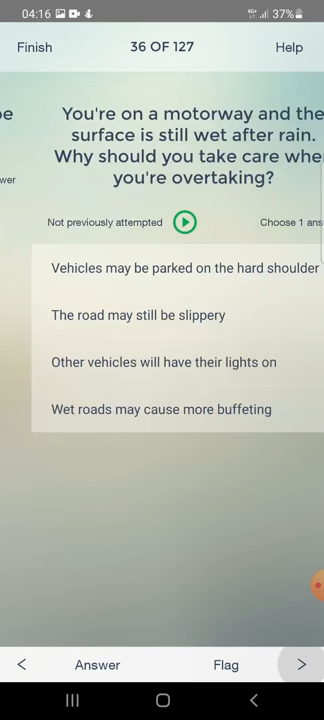 04:16 37%
Finish 36 OF 127 Help
You're on a motorway and the
surface is still wet after rain.
Why should you take care when
you're overtaking?
Not previously attempted Choose 1 ans
Vehicles may be parked on the hard shoulder
The road may still be slippery
Other vehicles will have their lights on
Wet roads may cause more buffeting
< Answer Flag >